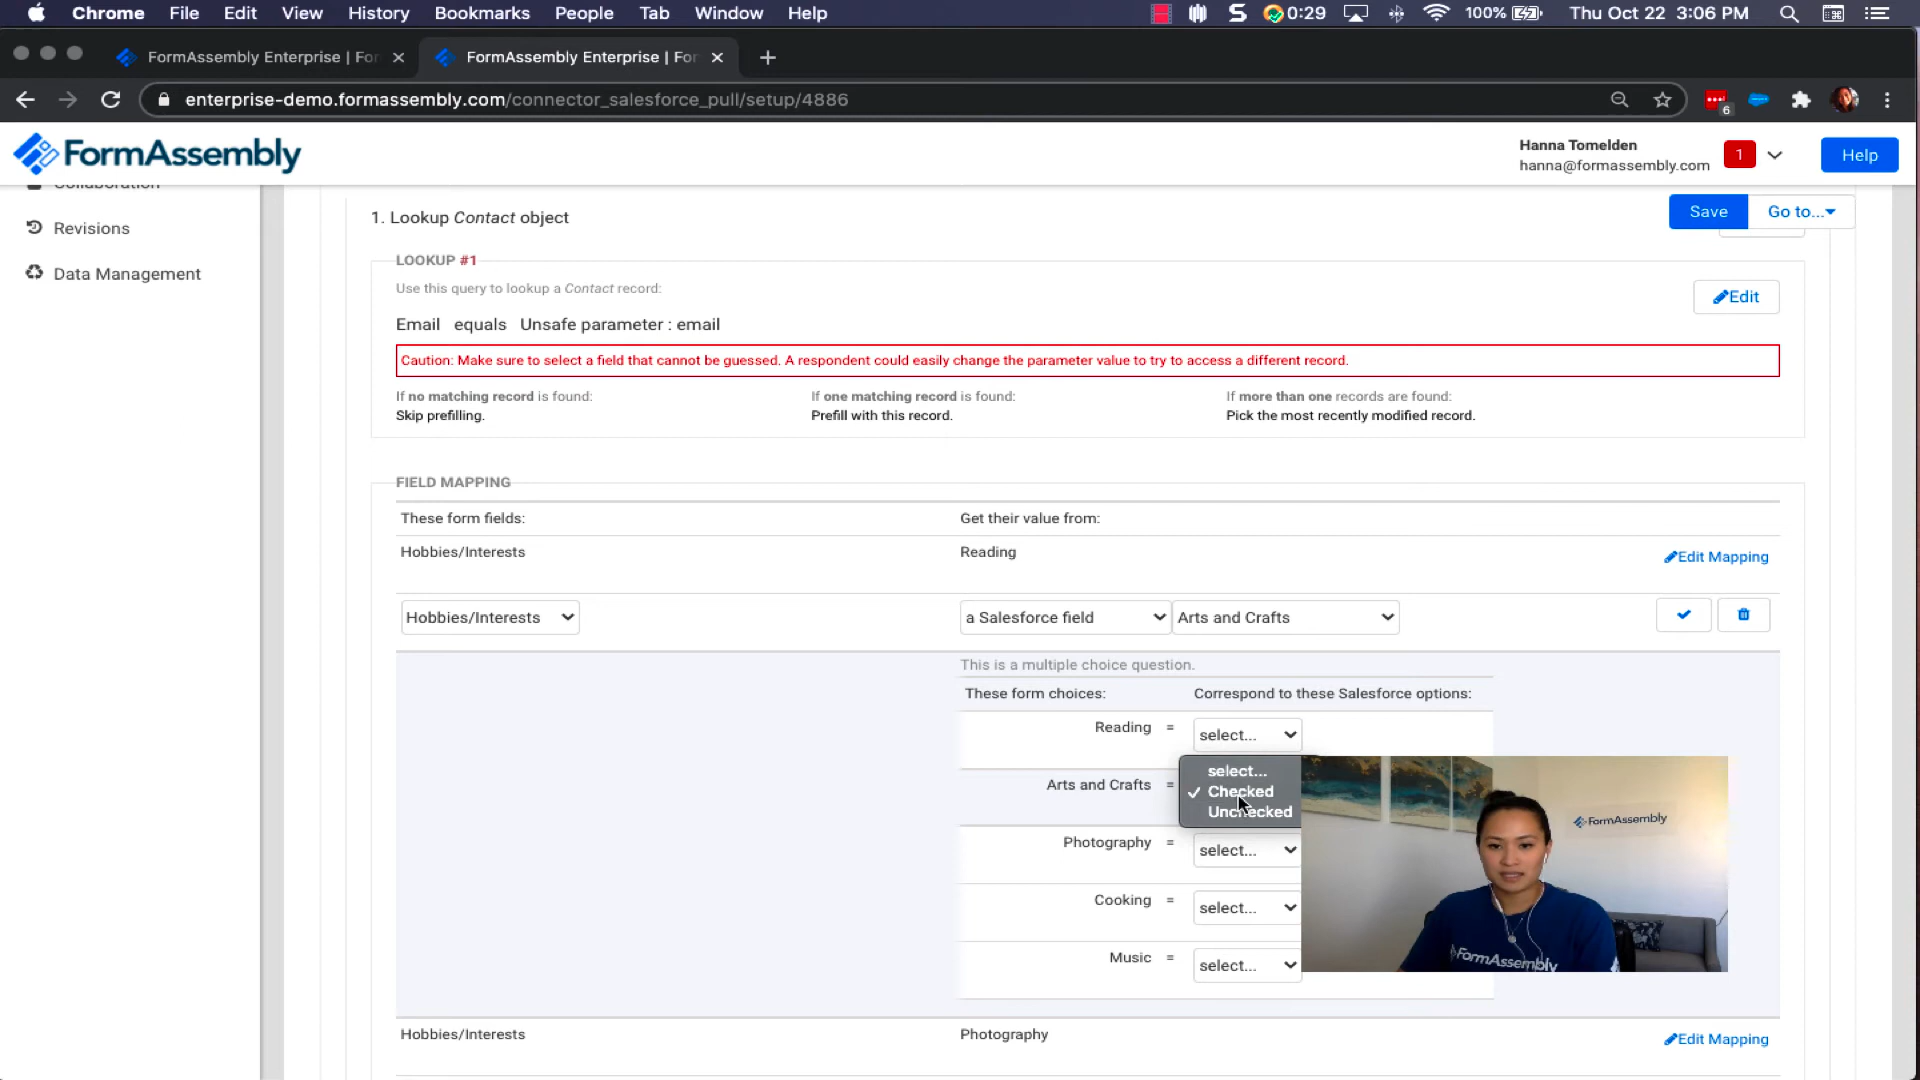 Chrome File Edit View History Bookmarks People Tab Window Help 0:29 100% Thu Oct 22 3:06 PM
FormAssembly Enterprise | For
FormAssembly Enterprise | For
enterprise-demo.formassembly.com/connector_salesforce_pull/setup/4886
6
FormAssembly
Hanna Tomelden
hanna@formassembly.com
1
Help
Collaboration
Revisions
Data Management
1. Lookup Contact object
Save
Go to...
LOOKUP #1
Use this query to lookup a Contact record:
Edit
Email equals Unsafe parameter : email
Caution: Make sure to select a field that cannot be guessed. A respondent could easily change the parameter value to try to access a different record.
If no matching record is found:
Skip prefilling.
If one matching record is found:
Prefill with this record.
If more than one records are found:
Pick the most recently modified record.
FIELD MAPPING
These form fields: Get their value from:
Hobbies/Interests Reading Edit Mapping
Hobbies/Interests a Salesforce field Arts and Crafts
This is a multiple choice question.
These form choices: Correspond to these Salesforce options:
Reading = select...
Arts and Crafts =
select...
✓ Checked
Unchecked
Photography = select...
Cooking = select...
Music = select...
FormAssembly
FormAssembly
Hobbies/Interests Photography Edit Mapping